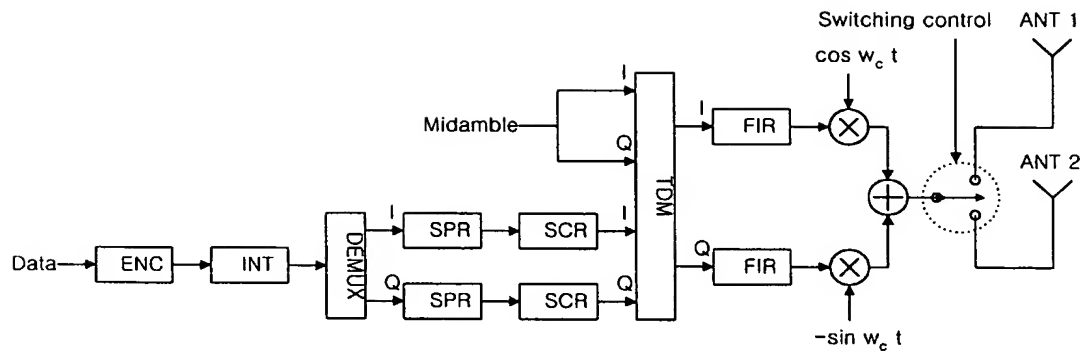 Switching control
ANT 1
cos w_c t
I
I
Midamble
FIR
Q
ANT 2
TDM
I
SPR
SCR
I
Data
ENC
INT
DEMUX
Q
FIR
Q
SPR
SCR
Q
-sin w_c t